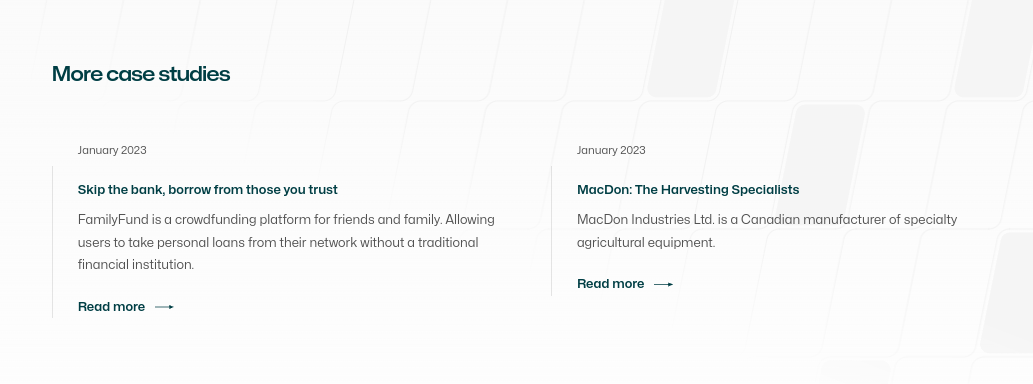 More case studies
January 2023
Skip the bank, borrow from those you trust
FamilyFund is a crowdfunding platform for friends and family. Allowing
users to take personal loans from their network without a traditional
financial institution.
Read more
January 2023
MacDon: The Harvesting Specialists
MacDon Industries Ltd. is a Canadian manufacturer of specialty
agricultural equipment.
Read more